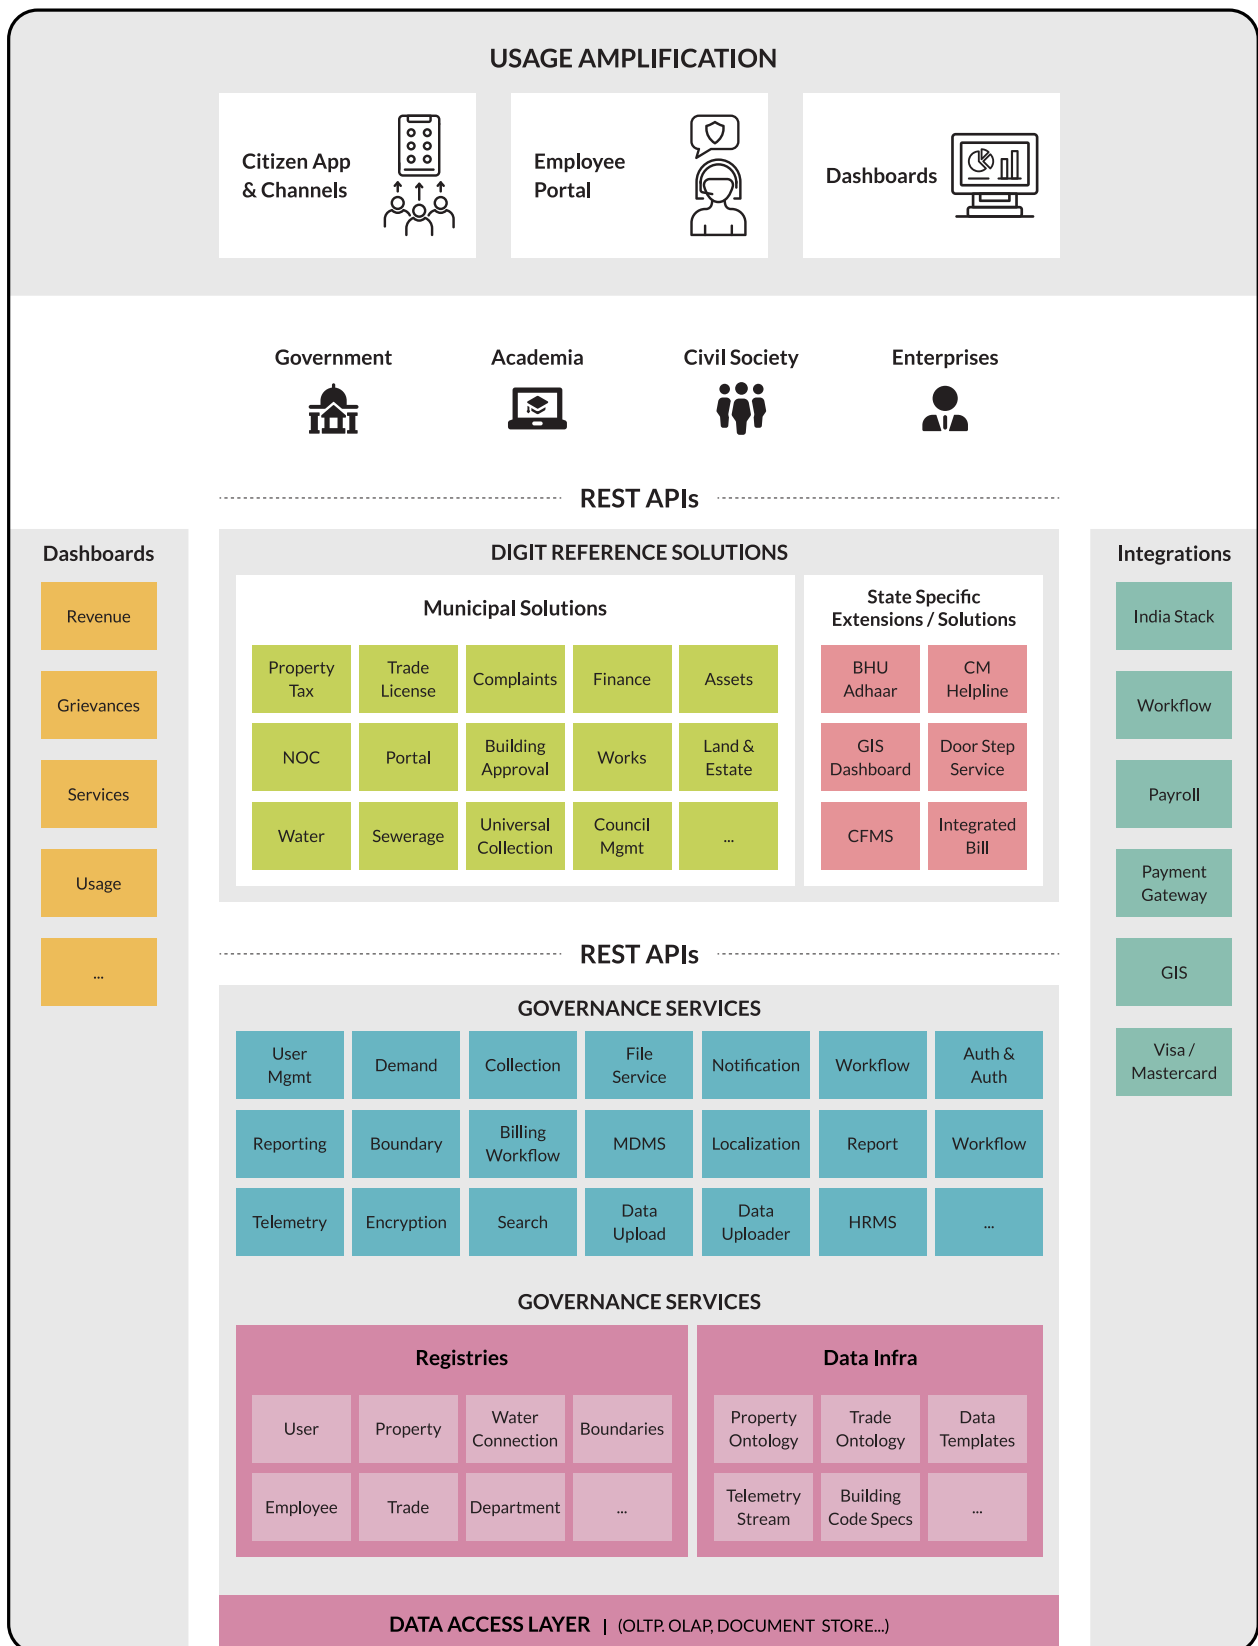 USAGE AMPLIFICATION
Citizen App
& Channels
Employee
Portal
Dashboards
Government
Academia
Civil Society
Enterprises
REST APIs
Dashboards
Revenue
Grievances
Services
Usage
...
DIGIT REFERENCE SOLUTIONS
Municipal Solutions
Property
Tax
Trade
License
Complaints
Finance
Assets
NOC
Portal
Building
Approval
Works
Land &
Estate
Water
Sewerage
Universal
Collection
Council
Mgmt
...
State Specific
Extensions / Solutions
BHU
Adhaar
CM
Helpline
GIS
Dashboard
Door Step
Service
CFMS
Integrated
Bill
Integrations
India Stack
Workflow
Payroll
Payment
Gateway
GIS
Visa /
Mastercard
REST APIs
GOVERNANCE SERVICES
User
Mgmt
Demand
Collection
File
Service
Notification
Workflow
Auth &
Auth
Reporting
Boundary
Billing
Workflow
MDMS
Localization
Report
Workflow
Telemetry
Encryption
Search
Data
Upload
Data
Uploader
HRMS
...
GOVERNANCE SERVICES
Registries
User
Property
Water
Connection
Boundaries
Employee
Trade
Department
...
Data Infra
Property
Ontology
Trade
Ontology
Data
Templates
Telemetry
Stream
Building
Code Specs
...
DATA ACCESS LAYER | (OLTP. OLAP, DOCUMENT STORE...)